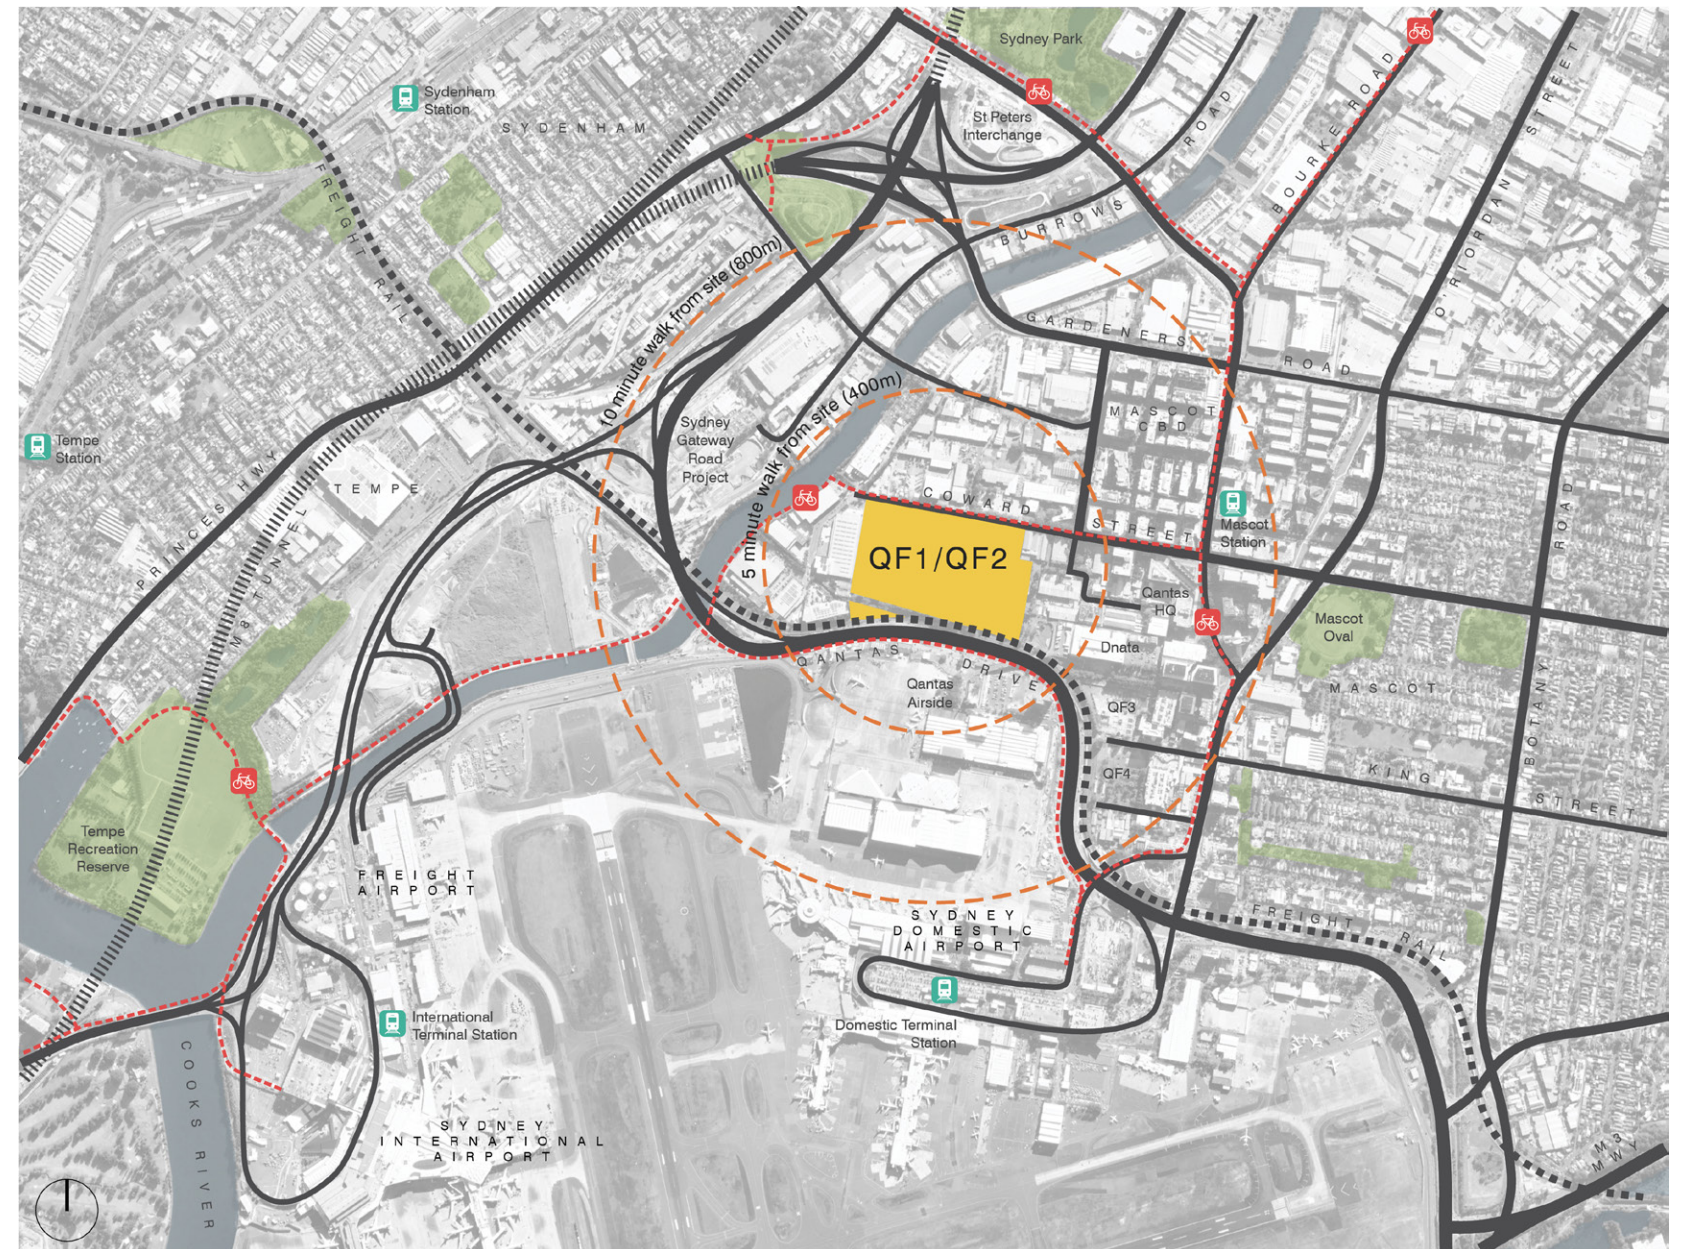 Sydney Park
Sydenham
Station
SYDENHAM
St Peters
Interchange
BURROWS
ROAD
BOURKE ROAD
O'RIORDAN STREET
FREIGHT RAIL
10 minute walk from site (800m)
5 minute walk from site (400m)
GARDENERS
ROAD
MASCOT
CBD
Sydney
Gateway
Road
Project
Tempe
Station
TEMPE
PRINCES HWY
M8 TUNNEL
COWARD
STREET
Mascot
Station
QF1/QF2
Qantas
HQ
Mascot
Oval
Dnata
MASCOT
QANTAS
DRIVE
Qantas
Airside
QF3
QF4
KING
STREET
BOTANY
ROAD
Tempe
Recreation
Reserve
FREIGHT
AIRPORT
SYDNEY
DOMESTIC
AIRPORT
FREIGHT
RAIL
International
Terminal Station
Domestic Terminal
Station
COOKS RIVER
SYDNEY
INTERNATIONAL
AIRPORT
M3
MWY